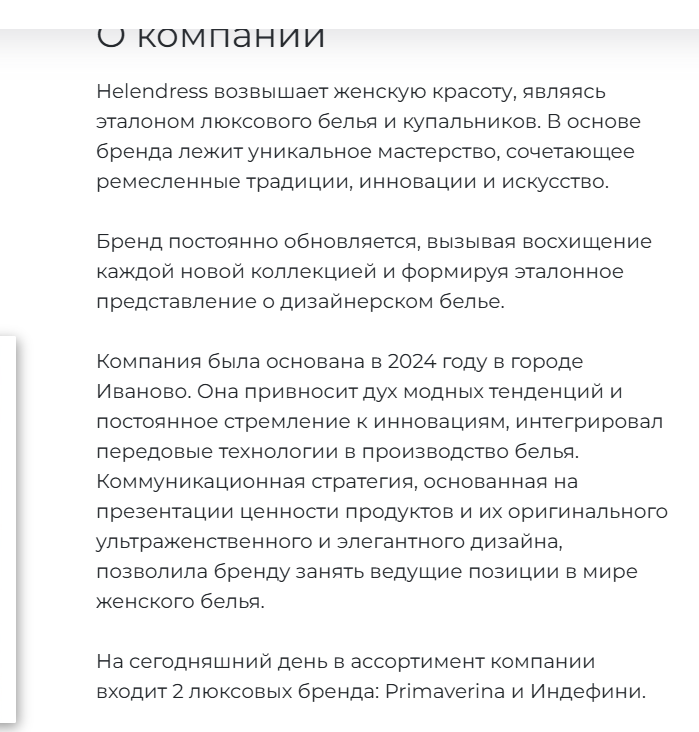 О компании
Helendress возвышает женскую красоту, являясь
эталоном люксового белья и купальников. В основе
бренда лежит уникальное мастерство, сочетающее
ремесленные традиции, инновации и искусство.
Бренд постоянно обновляется, вызывая восхищение
каждой новой коллекцией и формируя эталонное
представление о дизайнерском белье.
Компания была основана в 2024 году в городе
Иваново. Она привносит дух модных тенденций и
постоянное стремление к инновациям, интегрировал
передовые технологии в производство белья.
Коммуникационная стратегия, основанная на
презентации ценности продуктов и их оригинального
ультраженственного и элегантного дизайна,
позволила бренду занять ведущие позиции в мире
женского белья.
На сегодняшний день в ассортимент компании
входит 2 люксовых бренда: Primaverina и Индефини.